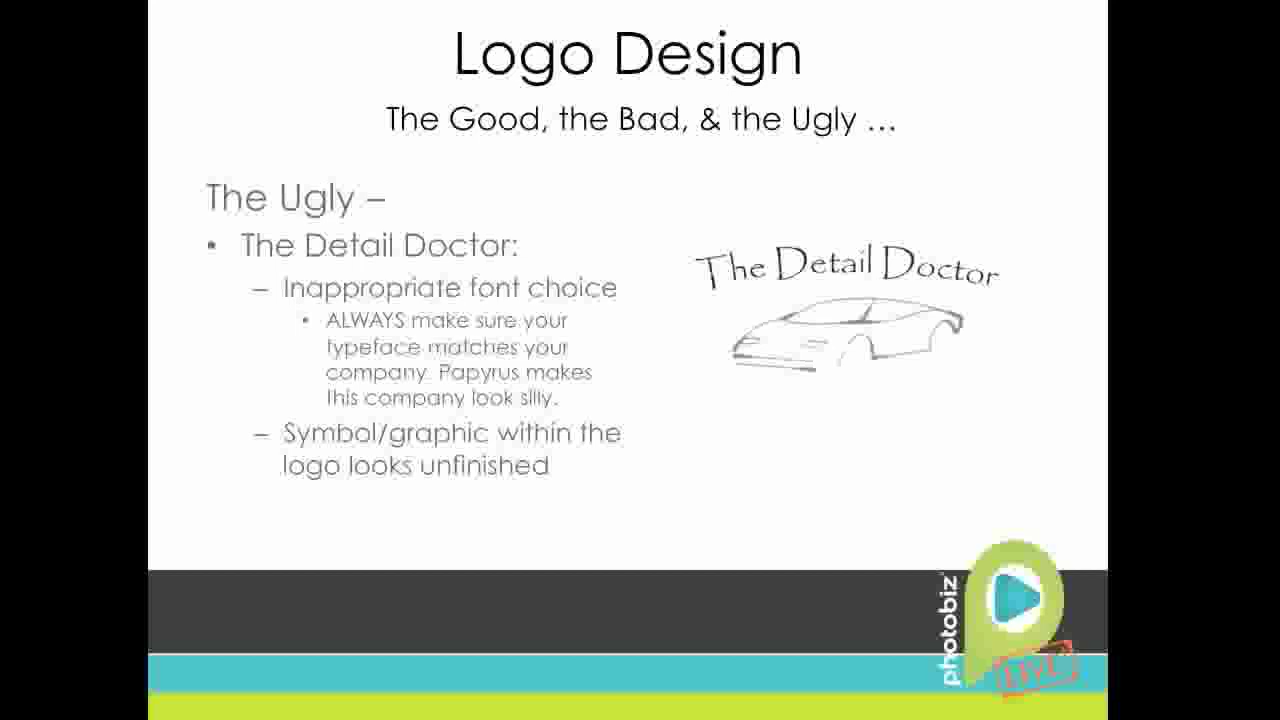 Logo Design
The Good, the Bad, & the Ugly ...
The Ugly –
• The Detail Doctor:
– Inappropriate font choice
• ALWAYS make sure your
typeface matches your
company. Papyrus makes
this company look silly.
– Symbol/graphic within the
logo looks unfinished
The Detail Doctor
photobiz
LIVE